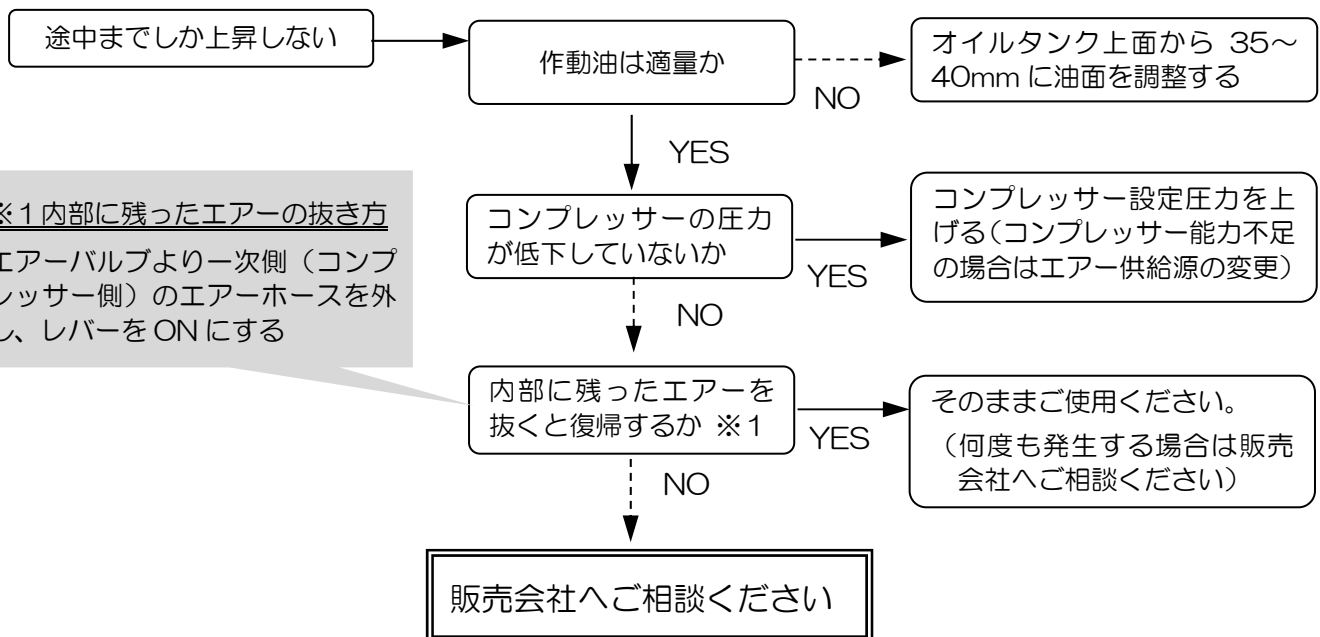 途中までしか上昇しない
作動油は適量か
オイルタンク上面から 35～
40mm に油面を調整する
NO
YES
※1内部に残ったエアーの抜き方
エアーバルブより一次側（コンプ
レッサー側）のエアーホースを外
し、レバーを ON にする
コンプレッサーの圧力
が低下していないか
コンプレッサー設定圧力を上
げる（コンプレッサー能力不足
の場合はエアー供給源の変更）
YES
NO
内部に残ったエアーを
抜くと復帰するか ※1
そのままご使用ください。
（何度も発生する場合は販売
会社へご相談ください）
YES
NO
販売会社へご相談ください